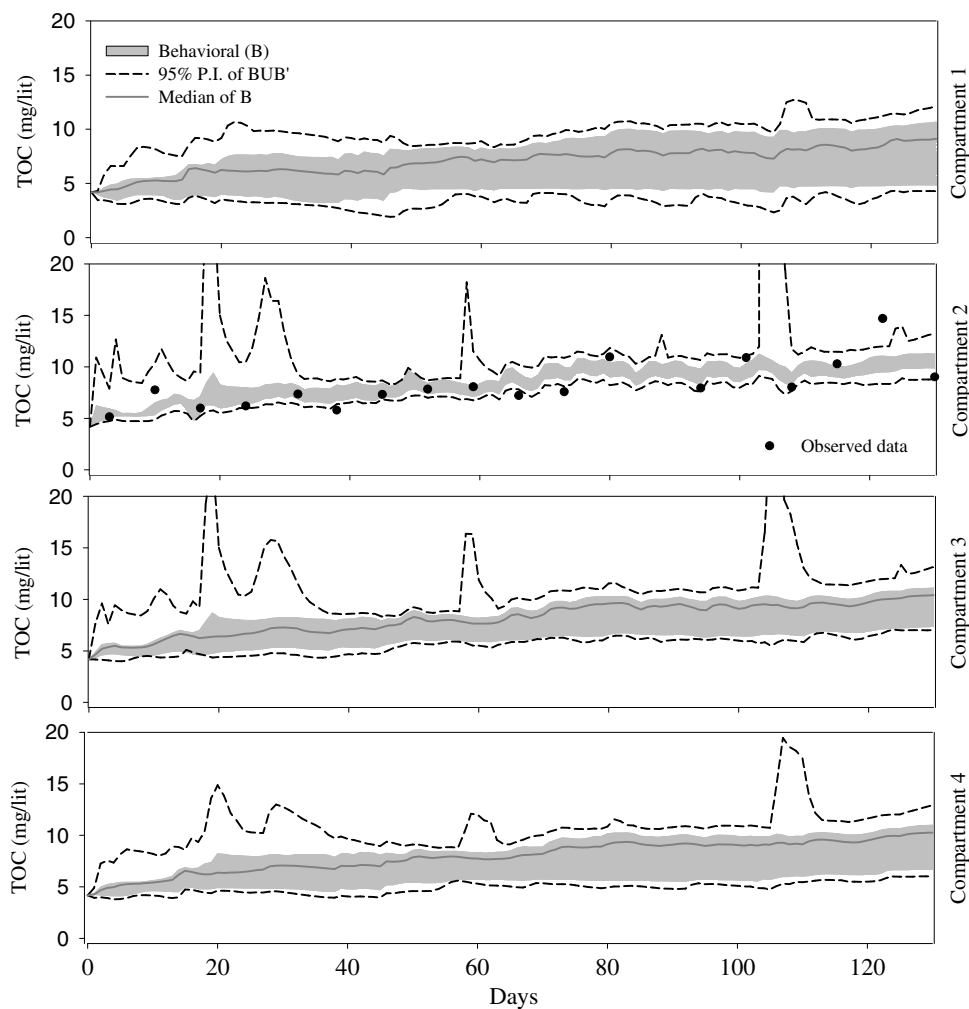 20
15
10
5
0
TOC (mg/lit)
Behavioral (B)
95% P.I. of BUB'
Median of B
Compartment 1
20
15
10
5
0
TOC (mg/lit)
Observed data
Compartment 2
20
15
10
5
0
TOC (mg/lit)
Compartment 3
20
15
10
5
0
TOC (mg/lit)
Compartment 4
0 20 40 60 80 100 120
Days